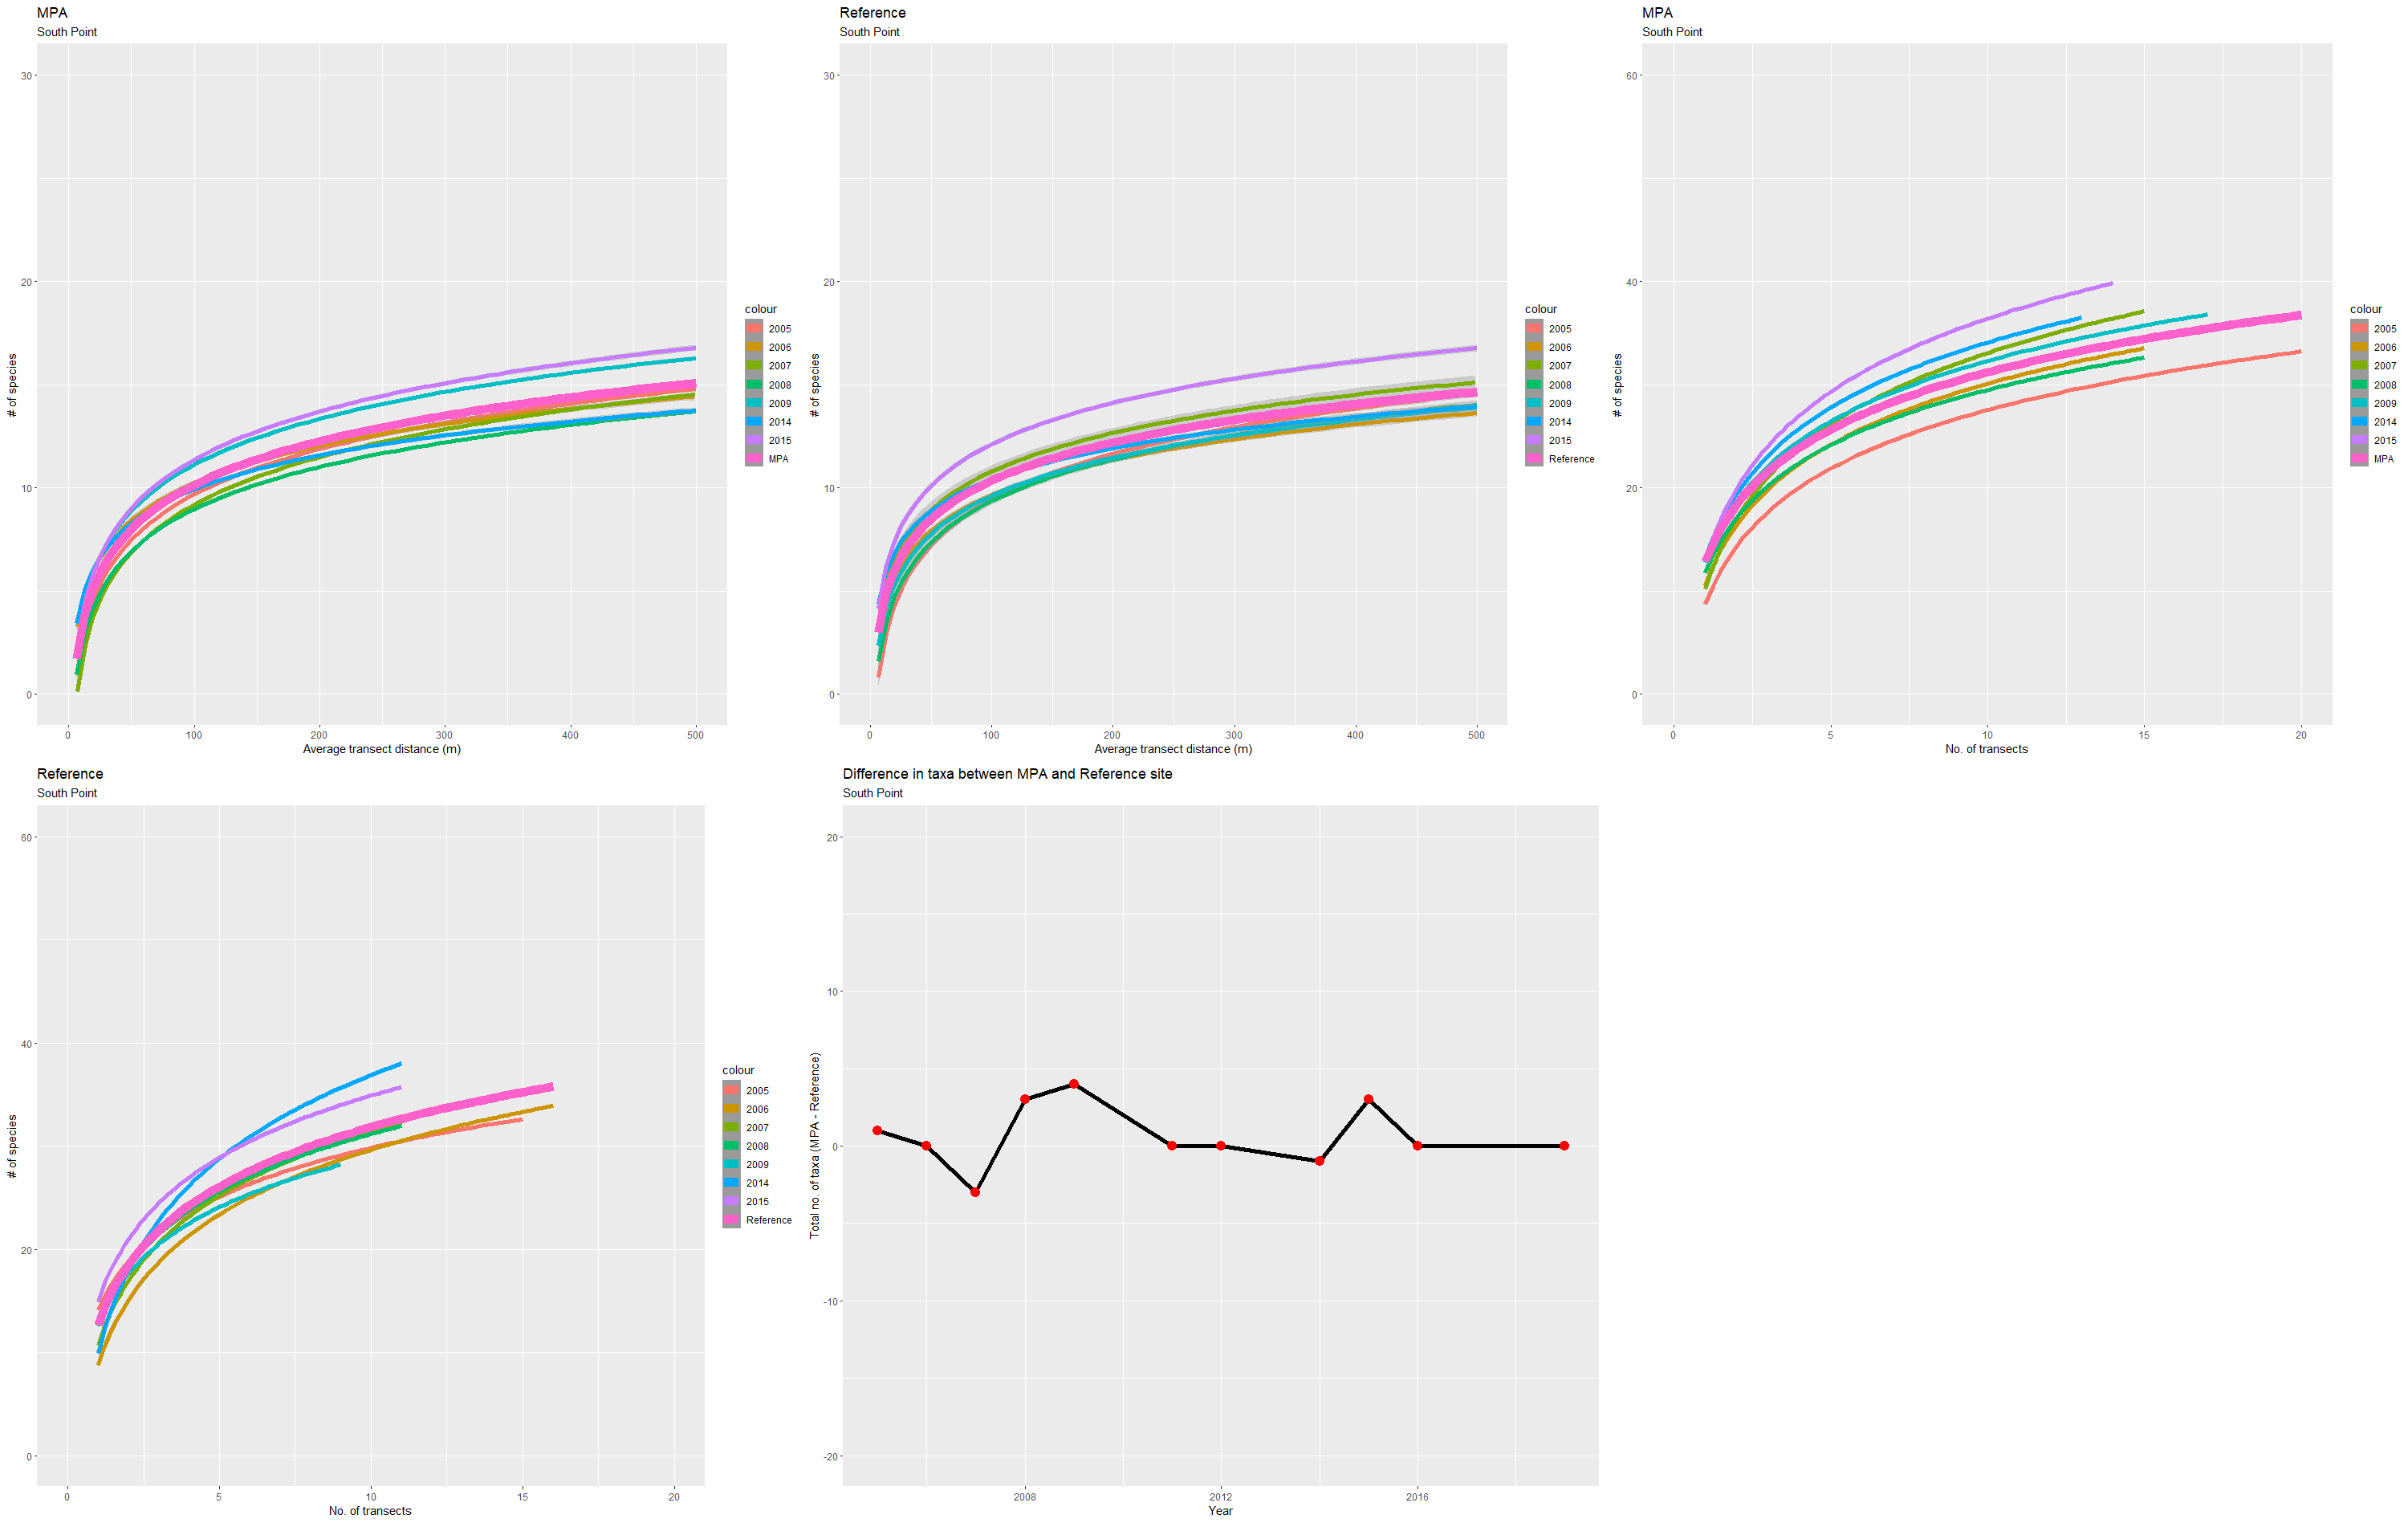 MPA
South Point
# of species
30
20
10
0
0 100 200 300 400 500
Average transect distance (m)
colour
2005
2006
2007
2008
2009
2014
2015
MPA
Reference
South Point
# of species
30
20
10
0
0 100 200 300 400 500
Average transect distance (m)
colour
2005
2006
2007
2008
2009
2014
2015
Reference
MPA
South Point
# of species
60
40
20
0
0 5 10 15 20
No. of transects
colour
2005
2006
2007
2008
2009
2014
2015
MPA
Reference
South Point
# of species
60
40
20
0
0 5 10 15 20
No. of transects
colour
2005
2006
2007
2008
2009
2014
2015
Reference
Difference in taxa between MPA and Reference site
South Point
Total no. of taxa (MPA - Reference)
20
10
0
-10
-20
2008 2012 2016
Year